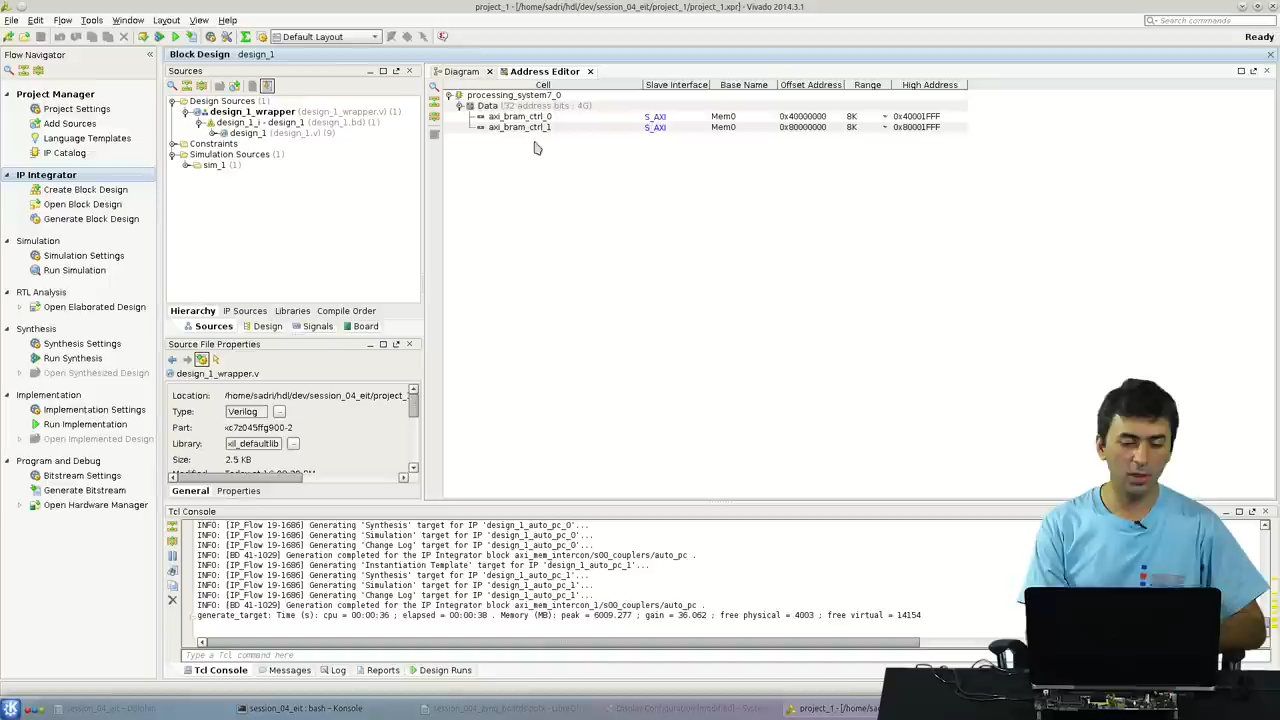 project_1 - [/home/sadri/hdl/dev/session_04_eit/project_1/project_1.xpr] - Vivado 2014.3.1
File Edit Flow Tools Window Layout View Help
Search commands
Default Layout
Ready
Flow Navigator
Project Manager
Project Settings
Add Sources
Language Templates
IP Catalog
IP Integrator
Create Block Design
Open Block Design
Generate Block Design
Simulation
Simulation Settings
Run Simulation
RTL Analysis
Open Elaborated Design
Synthesis
Synthesis Settings
Run Synthesis
Open Synthesized Design
Implementation
Implementation Settings
Run Implementation
Open Implemented Design
Program and Debug
Bitstream Settings
Generate Bitstream
Open Hardware Manager
Block Design design_1
Sources
Design Sources (1)
design_1_wrapper (design_1_wrapper.v) (1)
design_1_i - design_1 (design_1.bd) (1)
design_1 (design_1.v) (9)
Constraints
Simulation Sources (1)
sim_1 (1)
Hierarchy IP Sources Libraries Compile Order
Sources Design Signals Board
Source File Properties
design_1_wrapper.v
Location: /home/sadri/hdl/dev/session_04_eit/project_
Type: Verilog
Part: xc7z045ffg900-2
Library: xil_defaultlib
Size: 2.5 KB
General Properties
Diagram Address Editor
Cell Slave Interface Base Name Offset Address Range High Address
processing_system7_0
Data (32 address bits : 4G)
axi_bram_ctrl_0 S_AXI Mem0 0x40000000 8K 0x40001FFF
axi_bram_ctrl_1 S_AXI Mem0 0x80000000 8K 0x80001FFF
Tcl Console
INFO: [IP_Flow 19-1686] Generating 'Synthesis' target for IP 'design_1_auto_pc_0'...
INFO: [IP_Flow 19-1686] Generating 'Simulation' target for IP 'design_1_auto_pc_0'...
INFO: [IP_Flow 19-1686] Generating 'Change Log' target for IP 'design_1_auto_pc_0'...
INFO: [BD 41-1029] Generation completed for the IP Integrator block axi_mem_intercon/s00_couplers/auto_pc .
INFO: [IP_Flow 19-1686] Generating 'Instantiation Template' target for IP 'design_1_auto_pc_1'...
INFO: [IP_Flow 19-1686] Generating 'Synthesis' target for IP 'design_1_auto_pc_1'...
INFO: [IP_Flow 19-1686] Generating 'Simulation' target for IP 'design_1_auto_pc_1'...
INFO: [IP_Flow 19-1686] Generating 'Change Log' target for IP 'design_1_auto_pc_1'...
INFO: [BD 41-1029] Generation completed for the IP Integrator block axi_mem_intercon_1/s00_couplers/auto_pc .
generate_target: Time (s): cpu = 00:00:36 ; elapsed = 00:00:38 . Memory (MB): peak = 6009.277 ; gain = 36.062 ; free physical = 4003 ; free virtual = 14154
Type a Tcl command here
Tcl Console Messages Log Reports Design Runs
session_04_eit - Dolphin
session_04_eit : bash – Konsole
project_1 - [/home/sad